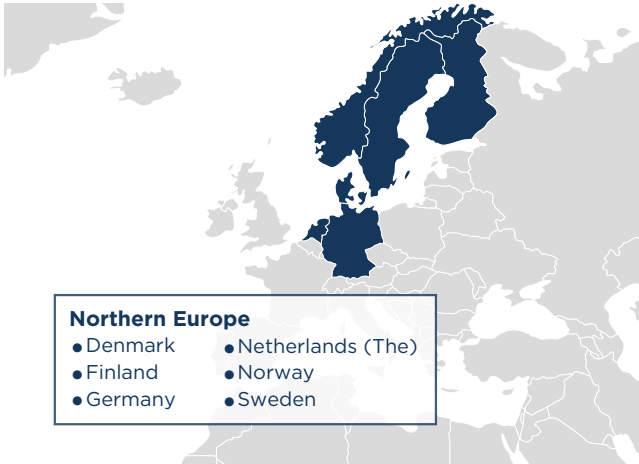 Northern Europe
• Denmark
• Finland
• Germany
• Netherlands (The)
• Norway
• Sweden